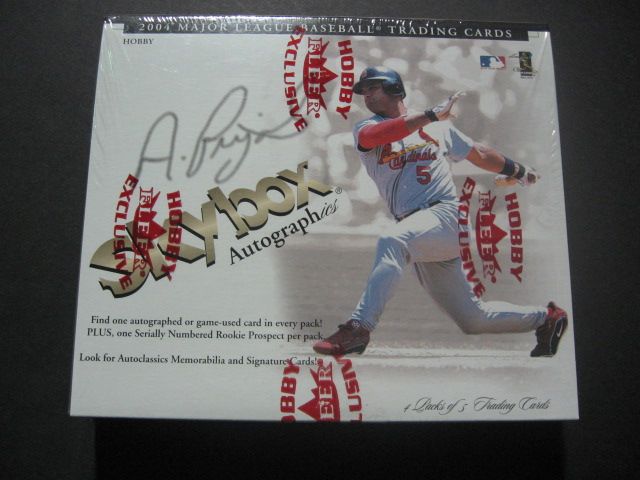 2004 MAJOR LEAGUE BASEBALL® TRADING CARDS
HOBBY
FLEER
HOBBY EXCLUSIVE
A. Pujols
SkyBox®
Autographics
Cardinals
5
FLEER
HOBBY EXCLUSIVE
FLEER
HOBBY EXCLUSIVE
Find one autographed or game-used card in every pack!
PLUS, one Serially Numbered Rookie Prospect per pack
Look for Autoclassics Memorabilia and Signature Cards!
FLEER
HOBBY EXCLUSIVE
4 Packs of 5 Trading Cards